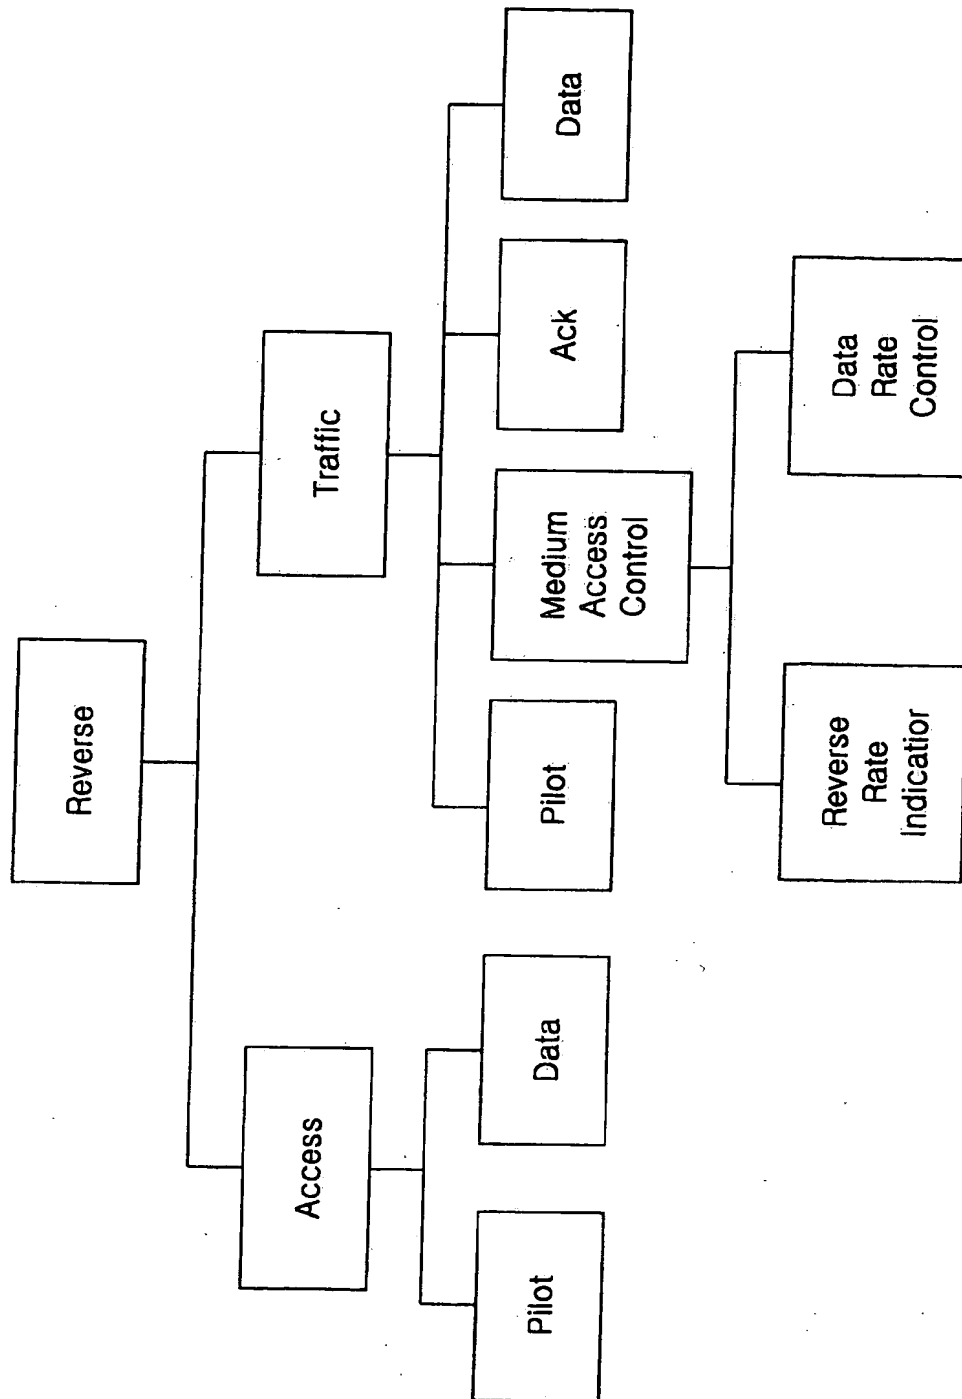 Reverse
Access
Traffic
Pilot
Data
Pilot
Medium
Access
Control
Ack
Data
Reverse
Rate
Indicatior
Data
Rate
Control